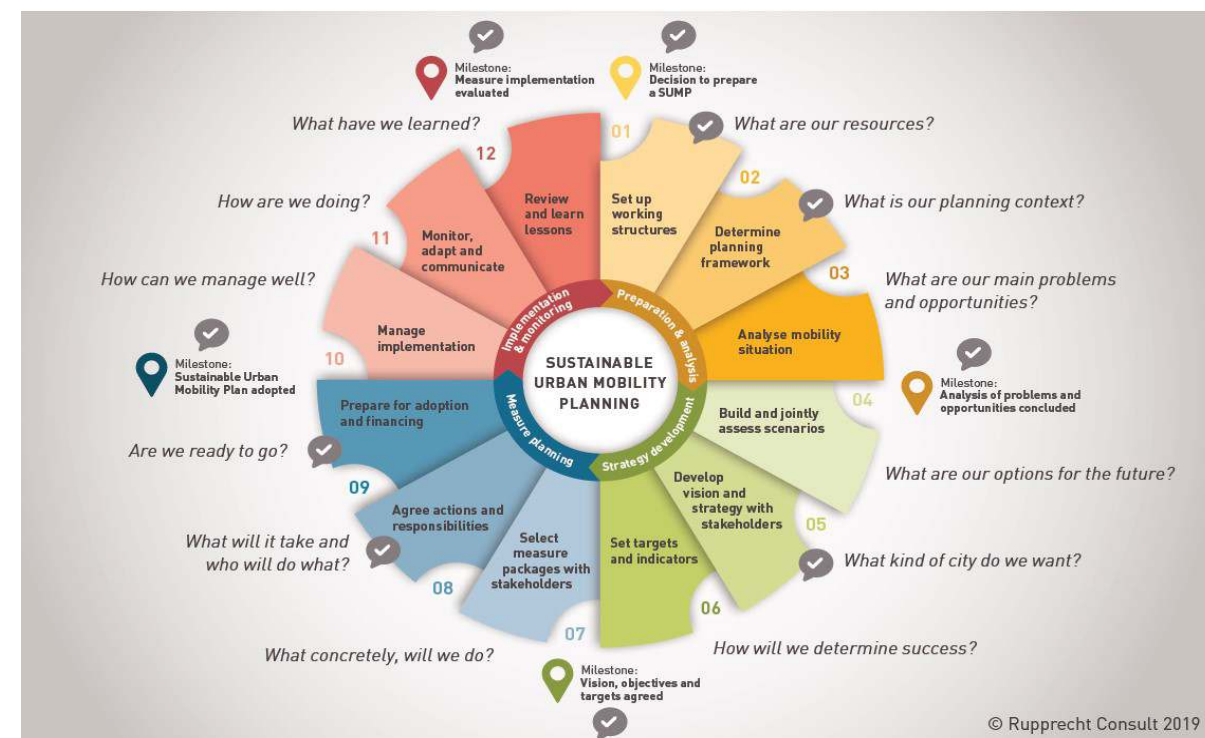 Milestone:
Measure implementation
evaluated
Milestone:
Decision to prepare
a SUMP
What have we learned?
What are our resources?
01
12
02
Review
and learn
lessons
Set up
working
structures
How are we doing?
What is our planning context?
11
Monitor,
adapt and
communicate
Determine
planning
framework
03
How can we manage well?
What are our main problems
and opportunities?
Implementation
& monitoring
Preparation & analysis
Manage
implementation
Analyse mobility
situation
10
Milestone:
Sustainable Urban
Mobility Plan adopted
SUSTAINABLE
URBAN MOBILITY
PLANNING
Milestone:
Analysis of problems and
opportunities concluded
04
Prepare for adoption
and financing
Build and jointly
assess scenarios
Measure planning
Strategy development
Are we ready to go?
What are our options for the future?
09
Develop
vision and
strategy with
stakeholders
05
Agree actions and
responsibilities
Select
measure
packages with
stakeholders
Set targets
and indicators
What will it take and
who will do what?
What kind of city do we want?
08
06
07
What concretely, will we do?
How will we determine success?
Milestone:
Vision, objectives and
targets agreed
© Rupprecht Consult 2019